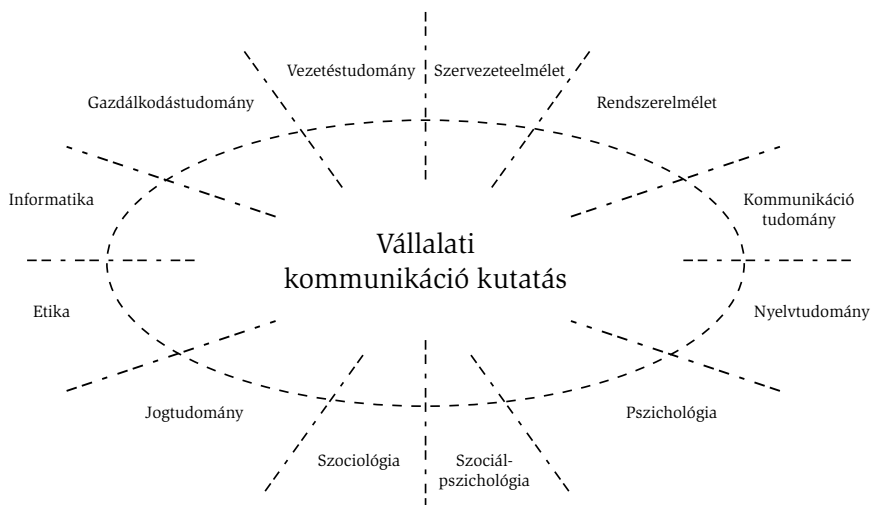 Vezetéstudomány
Szervezeteelmélet
Gazdálkodástudomány
Rendszerelmélet
Informatika
Kommunikáció
tudomány
Vállalati
kommunikáció kutatás
Etika
Nyelvtudomány
Jogtudomány
Pszichológia
Szociológia
Szociál-
pszichológia